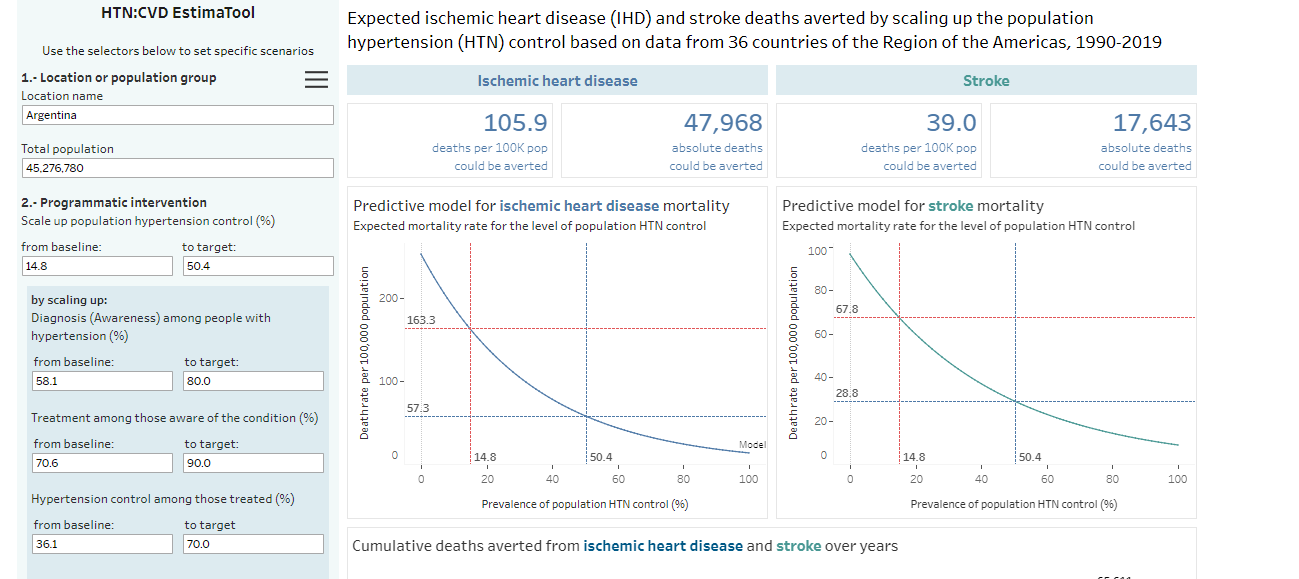 HTN:CVD EstimaTool
Use the selectors below to set specific scenarios
1.- Location or population group
Location name
Argentina
Total population
45,276,780
2.- Programmatic intervention
Scale up population hypertension control (%)
from baseline: to target:
14.8 50.4
by scaling up:
Diagnosis (Awareness) among people with
hypertension (%)
from baseline: to target:
58.1 80.0
Treatment among those aware of the condition (%)
from baseline: to target:
70.6 90.0
Hypertension control among those treated (%)
from baseline: to target
36.1 70.0
Expected ischemic heart disease (IHD) and stroke deaths averted by scaling up the population
hypertension (HTN) control based on data from 36 countries of the Region of the Americas, 1990-2019
Ischemic heart disease
105.9 47,968
deaths per 100K pop absolute deaths
could be averted could be averted
Stroke
39.0 17,643
deaths per 100K pop absolute deaths
could be averted could be averted
Predictive model for ischemic heart disease mortality
Expected mortality rate for the level of population HTN control
Death rate per 100,000 population
200
163.3
100
57.3
0
Model
14.8 50.4
0 20 40 60 80 100
Prevalence of population HTN control (%)
Predictive model for stroke mortality
Expected mortality rate for the level of population HTN control
Death rate per 100,000 population
100
80
67.8
60
40
28.8
20
0
14.8 50.4
0 20 40 60 80 100
Prevalence of population HTN control (%)
Cumulative deaths averted from ischemic heart disease and stroke over years